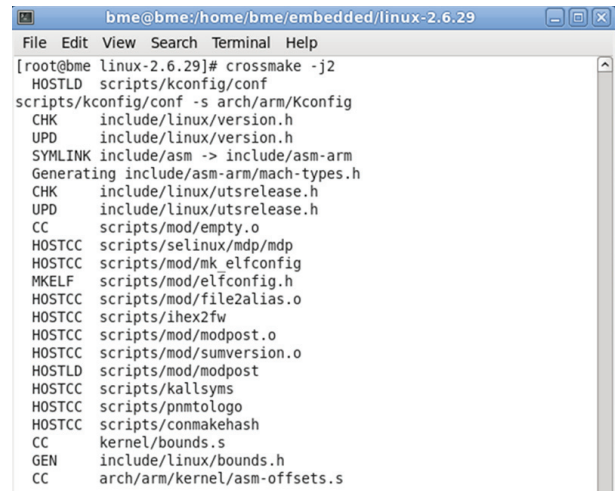 bme@bme:/home/bme/embedded/linux-2.6.29
File Edit View Search Terminal Help
[root@bme linux-2.6.29]# crossmake -j2
  HOSTLD  scripts/kconfig/conf
scripts/kconfig/conf -s arch/arm/Kconfig
  CHK     include/linux/version.h
  UPD     include/linux/version.h
  SYMLINK include/asm -> include/asm-arm
  Generating include/asm-arm/mach-types.h
  CHK     include/linux/utsrelease.h
  UPD     include/linux/utsrelease.h
  CC      scripts/mod/empty.o
  HOSTCC  scripts/selinux/mdp/mdp
  HOSTCC  scripts/mod/mk_elfconfig
  MKELF   scripts/mod/elfconfig.h
  HOSTCC  scripts/mod/file2alias.o
  HOSTCC  scripts/ihex2fw
  HOSTCC  scripts/mod/modpost.o
  HOSTCC  scripts/mod/sumversion.o
  HOSTLD  scripts/mod/modpost
  HOSTCC  scripts/kallsyms
  HOSTCC  scripts/pnmtologo
  HOSTCC  scripts/conmakehash
  CC      kernel/bounds.s
  GEN     include/linux/bounds.h
  CC      arch/arm/kernel/asm-offsets.s